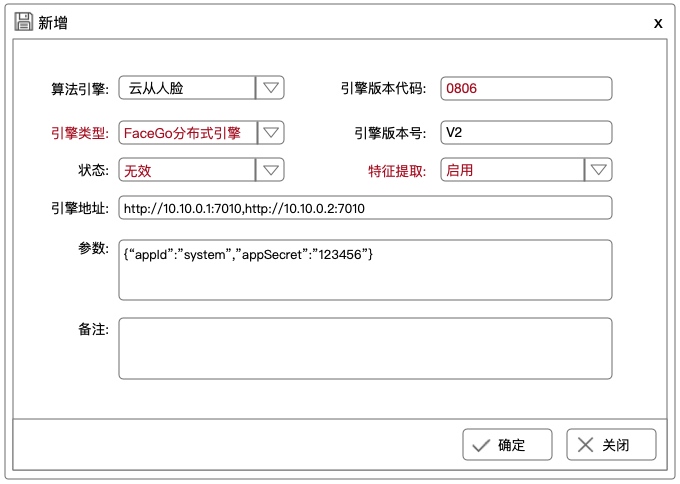 新增 x
算法引擎: 云从人脸 引擎版本代码: 0806
引擎类型: FaceGo分布式引擎 引擎版本号: V2
状态: 无效 特征提取: 启用
引擎地址: http://10.10.0.1:7010,http://10.10.0.2:7010
参数: {“appId”:”system”,”appSecret”:”123456”}
备注:
确定 关闭